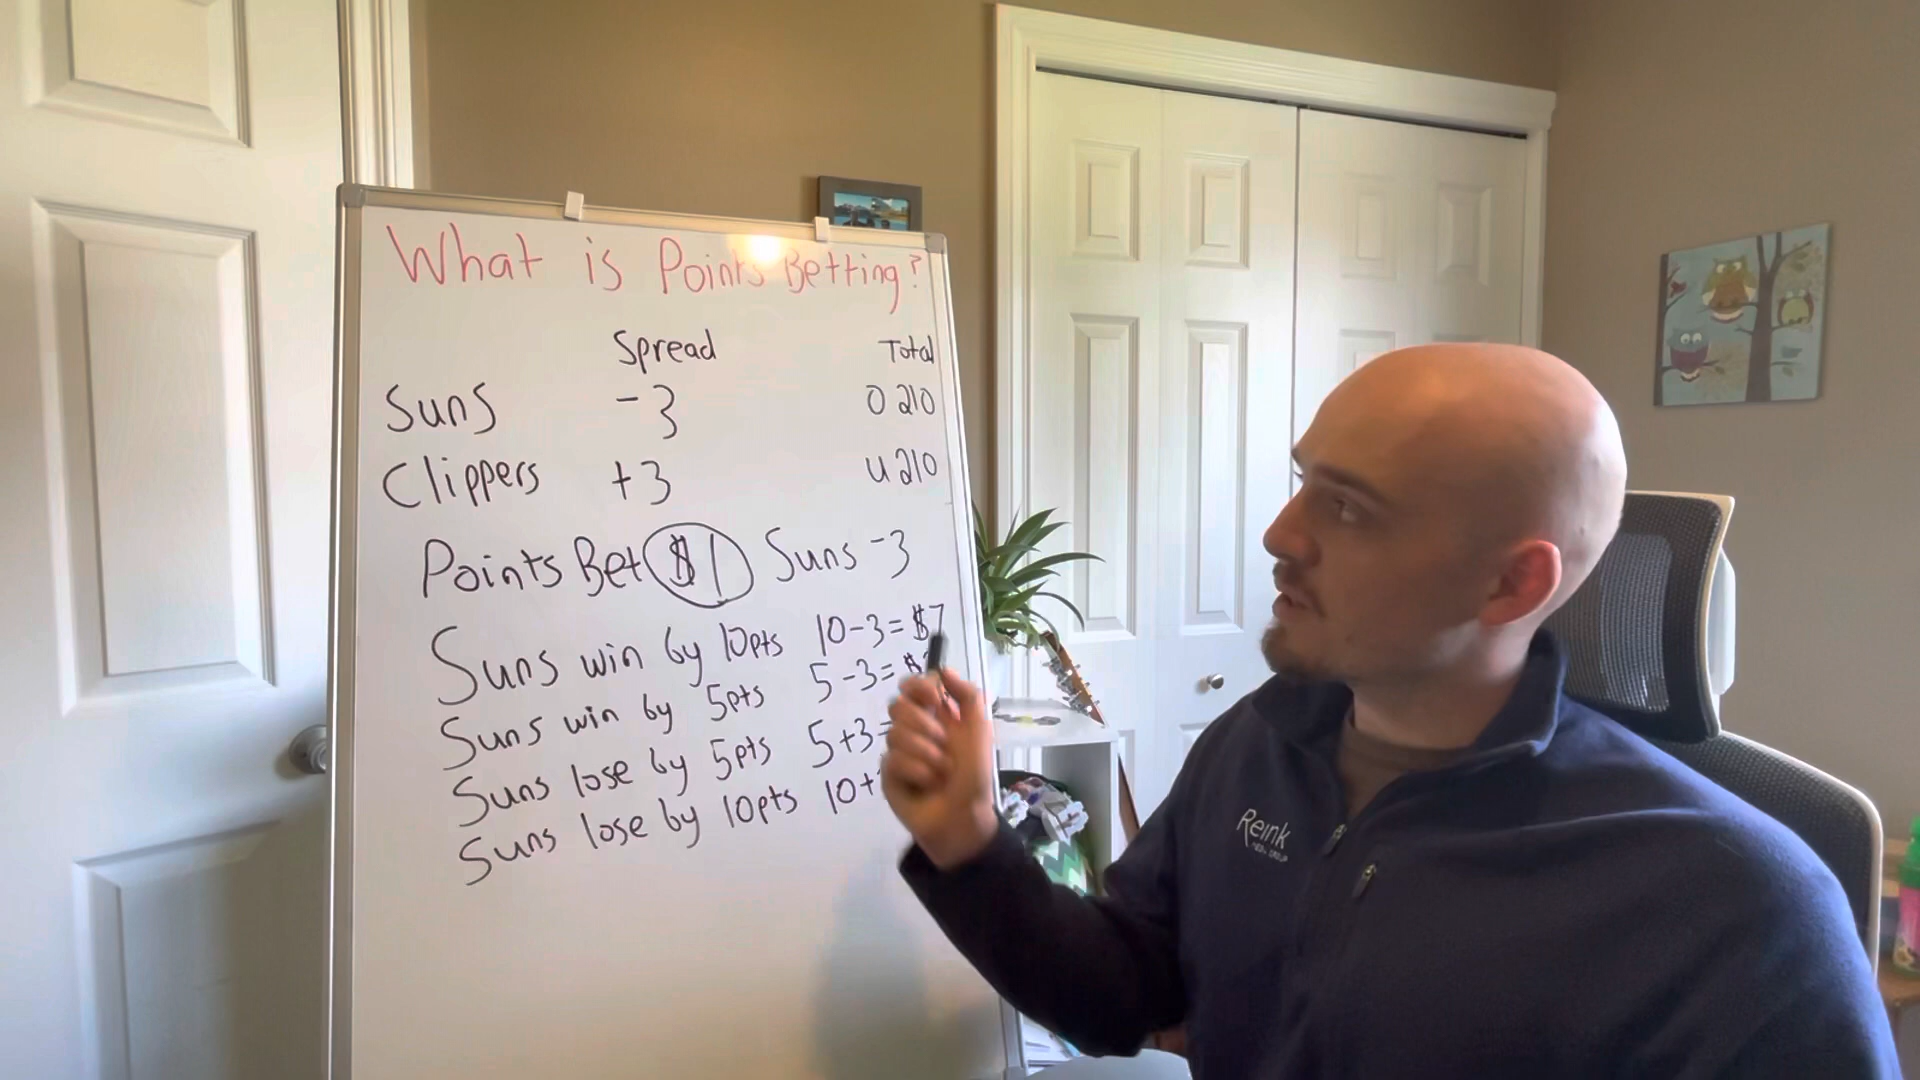 What is Points Betting?
Spread Total
Suns -3 O 210
Clippers +3 U 210
Points Bet $1 Suns -3
Suns win by 10pts 10-3=$7
Suns win by 5pts 5-3=$
Suns lose by 5pts 5+3=
Suns lose by 10pts 10+
Reink
MEDIA GROUP